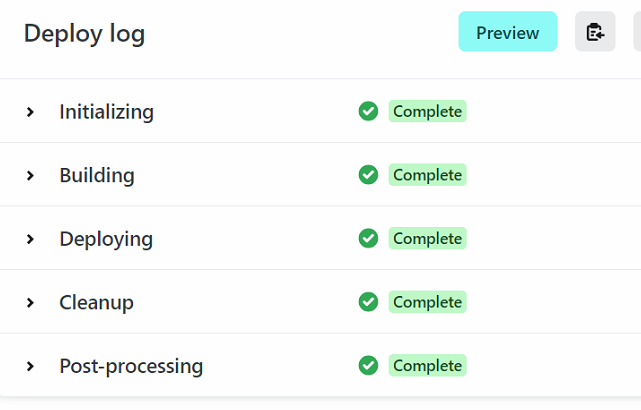 Deploy log
Preview
Initializing Complete
Building Complete
Deploying Complete
Cleanup Complete
Post-processing Complete